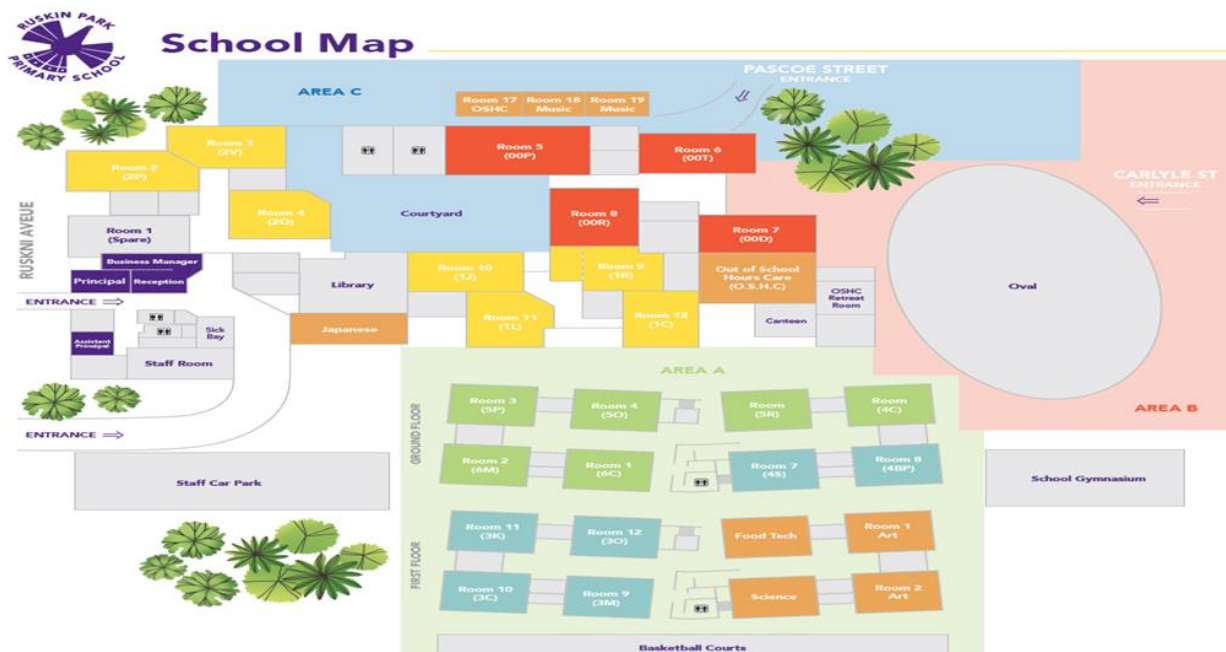 RUSKIN PARK
PRIMARY SCHOOL
School Map
PASCOE STREET
ENTRANCE
AREA C
Room 17
OSHC
Room 18
Music
Room 19
Music
Room 3
(2V)
Room 5
(00P)
Room 6
(00T)
Room 2
(2P)
CARLYLE ST
ENTRANCE
RUSKNI AVEUE
Room 4
(2O)
Courtyard
Room 8
(00R)
Room 7
(00D)
Room 1
(Spare)
Business Manager
Principal
Reception
Library
Room 10
(1J)
Room 9
(1R)
Out of School
Hours Care
(O.S.H.C)
OSHC
Retreat
Room
Oval
ENTRANCE
Japanese
Room 11
(1L)
Room 12
(1C)
Canteen
Sick
Bay
Assistant
Principal
Staff Room
AREA A
AREA B
GROUND FLOOR
Room 3
(5P)
Room 4
(5O)
Room
(5R)
Room
(4C)
ENTRANCE
Room 2
(6M)
Room 1
(6C)
Room 7
(4S)
Room 8
(4BP)
Staff Car Park
School Gymnasium
FIRST FLOOR
Room 11
(3K)
Room 12
(3O)
Food Tech
Room 1
Art
Room 10
(3C)
Room 9
(3M)
Science
Room 2
Art
Basketball Courts